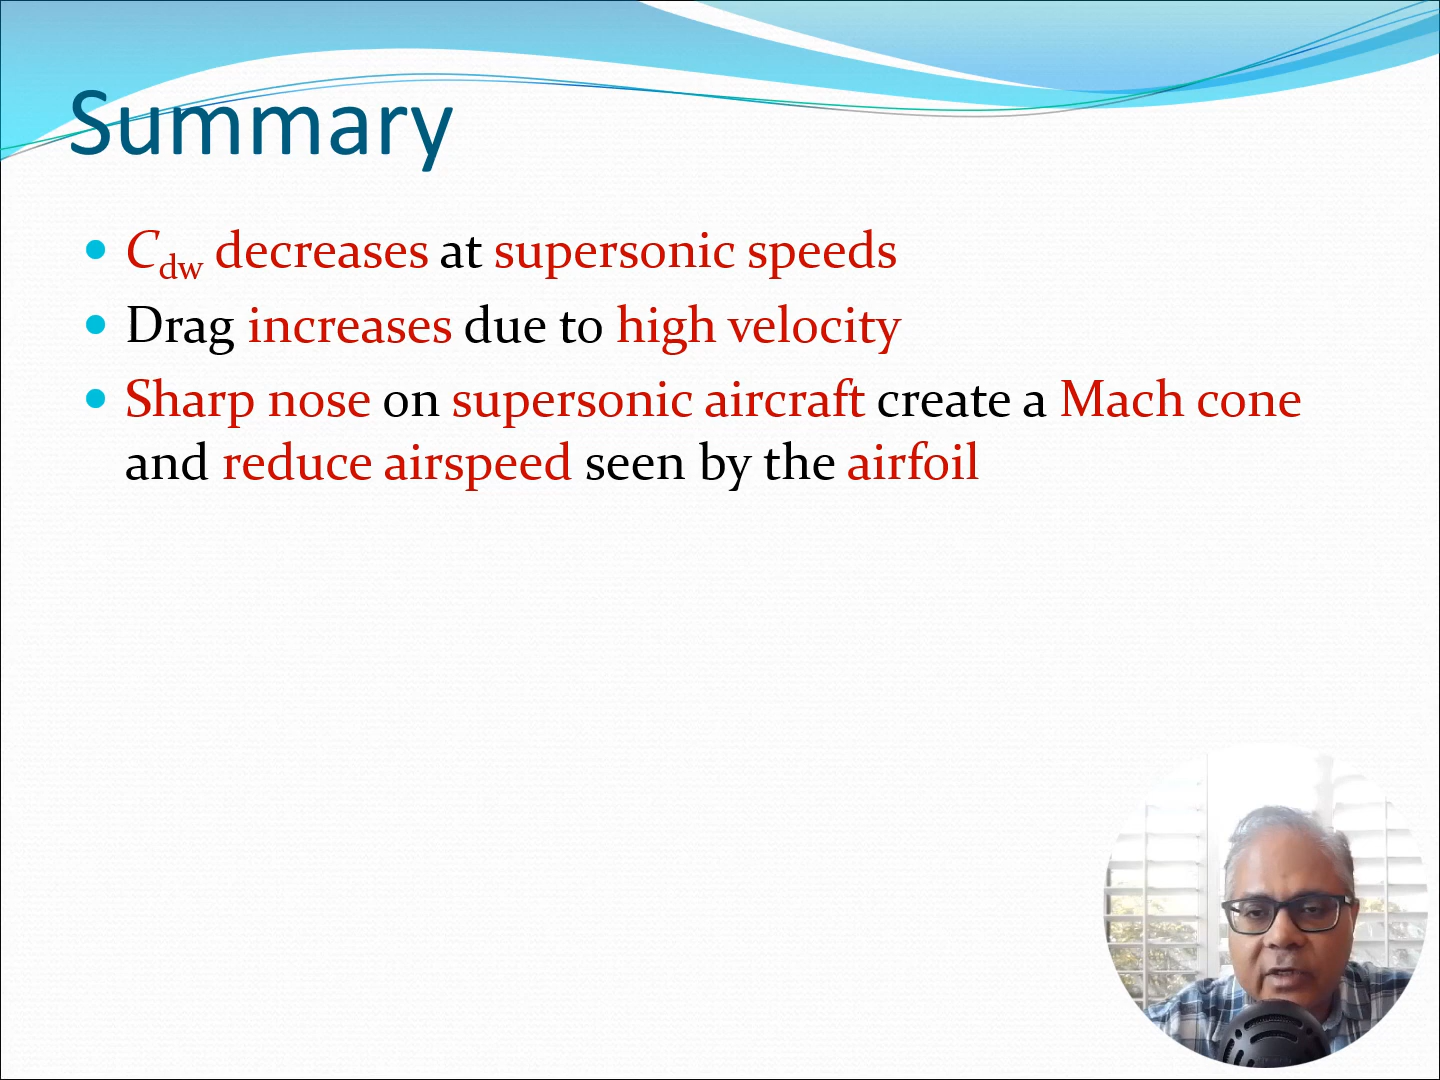 Summary
C_dw decreases at supersonic speeds
Drag increases due to high velocity
Sharp nose on supersonic aircraft create a Mach cone
and reduce airspeed seen by the airfoil